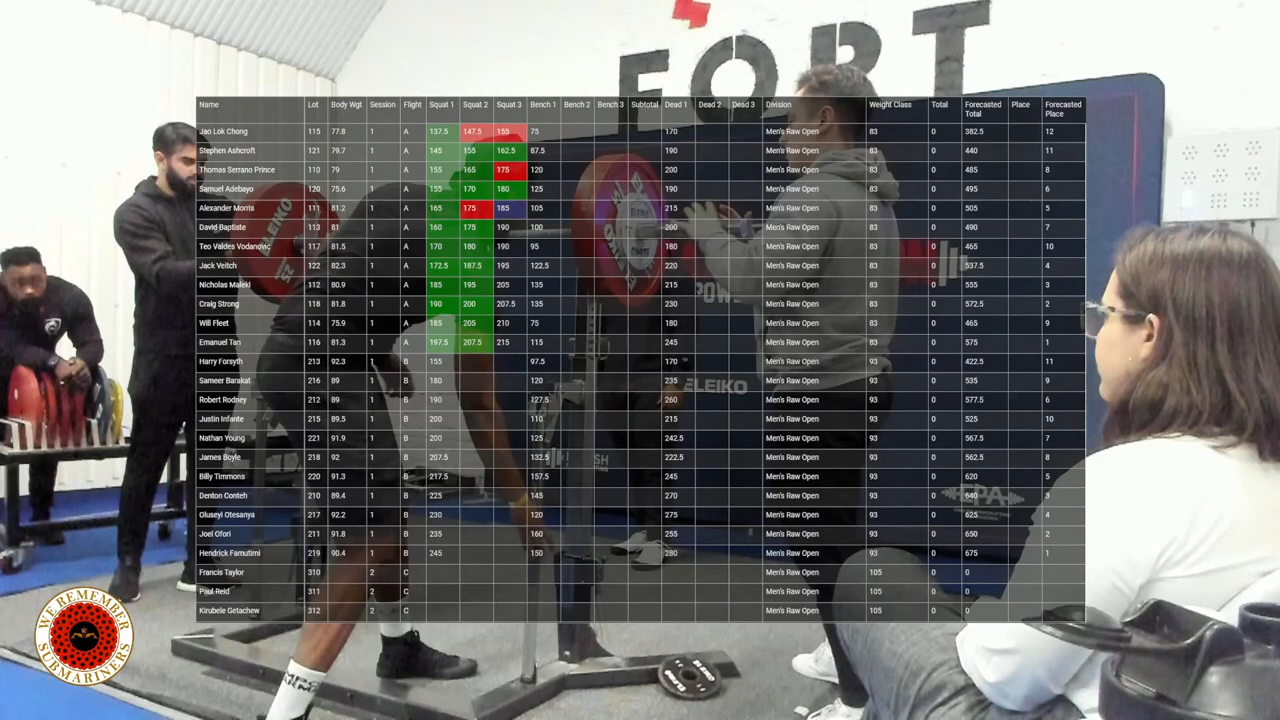 FORT
Name Lot Body Wgt Session Flight Squat 1 Squat 2 Squat 3 Bench 1 Bench 2 Bench 3 Subtotal Dead 1 Dead 2 Dead 3 Division Weight Class Total Forecasted Total Place Forecasted Place
Jao Lok Chong 115 77.8 1 A 137.5 147.5 155 75 170 Men's Raw Open 83 0 382.5 12
Stephen Ashcroft 121 79.7 1 A 145 155 162.5 87.5 190 Men's Raw Open 83 0 440 11
Thomas Serrano Prince 110 79 1 A 155 165 175 120 200 Men's Raw Open 83 0 485 8
Samuel Adebayo 120 75.6 1 A 155 170 180 125 190 Men's Raw Open 83 0 495 6
Alexander Morris 111 81.2 1 A 165 175 185 105 215 Men's Raw Open 83 0 505 5
David Baptiste 113 81 1 A 160 175 190 100 200 Men's Raw Open 83 0 490 7
Teo Valdes Vodanovic 117 81.5 1 A 170 180 190 95 180 Men's Raw Open 83 0 465 10
Jack Veitch 122 82.3 1 A 172.5 187.5 195 122.5 220 Men's Raw Open 83 0 537.5 4
Nicholas Maleki 112 80.9 1 A 185 195 205 135 215 Men's Raw Open 83 0 555 3
Craig Strong 118 81.8 1 A 190 200 207.5 135 230 Men's Raw Open 83 0 572.5 2
Will Fleet 114 75.9 1 A 185 205 210 75 180 Men's Raw Open 83 0 465 9
Emanuel Tan 116 81.3 1 A 197.5 207.5 215 115 245 Men's Raw Open 83 0 575 1
Harry Forsyth 213 92.3 1 B 155 97.5 170 Men's Raw Open 93 0 422.5 11
Sameer Barakat 216 89 1 B 180 120 235 Men's Raw Open 93 0 535 9
Robert Rodney 212 89 1 B 190 127.5 260 Men's Raw Open 93 0 577.5 6
Justin Infante 215 89.5 1 B 200 110 215 Men's Raw Open 93 0 525 10
Nathan Young 221 91.9 1 B 200 125 242.5 Men's Raw Open 93 0 567.5 7
James Boyle 218 92 1 B 207.5 132.5 222.5 Men's Raw Open 93 0 562.5 8
Billy Timmons 220 91.3 1 B 217.5 157.5 245 Men's Raw Open 93 0 620 5
Denton Conteh 210 89.4 1 B 225 145 270 Men's Raw Open 93 0 640 3
Oluseyi Otesanya 217 92.2 1 B 230 120 275 Men's Raw Open 93 0 625 4
Joel Ofori 211 91.8 1 B 235 160 255 Men's Raw Open 93 0 650 2
Hendrick Famutimi 219 90.4 1 B 245 150 280 Men's Raw Open 93 0 675 1
Francis Taylor 310 2 C Men's Raw Open 105 0 0
Paul Reid 311 2 C Men's Raw Open 105 0 0
Kirubele Getachew 312 2 C Men's Raw Open 105 0 0
ELEIKO
25
ELEIKO
EPA
WE REMEMBER
SUBMARINERS
ELEIKO